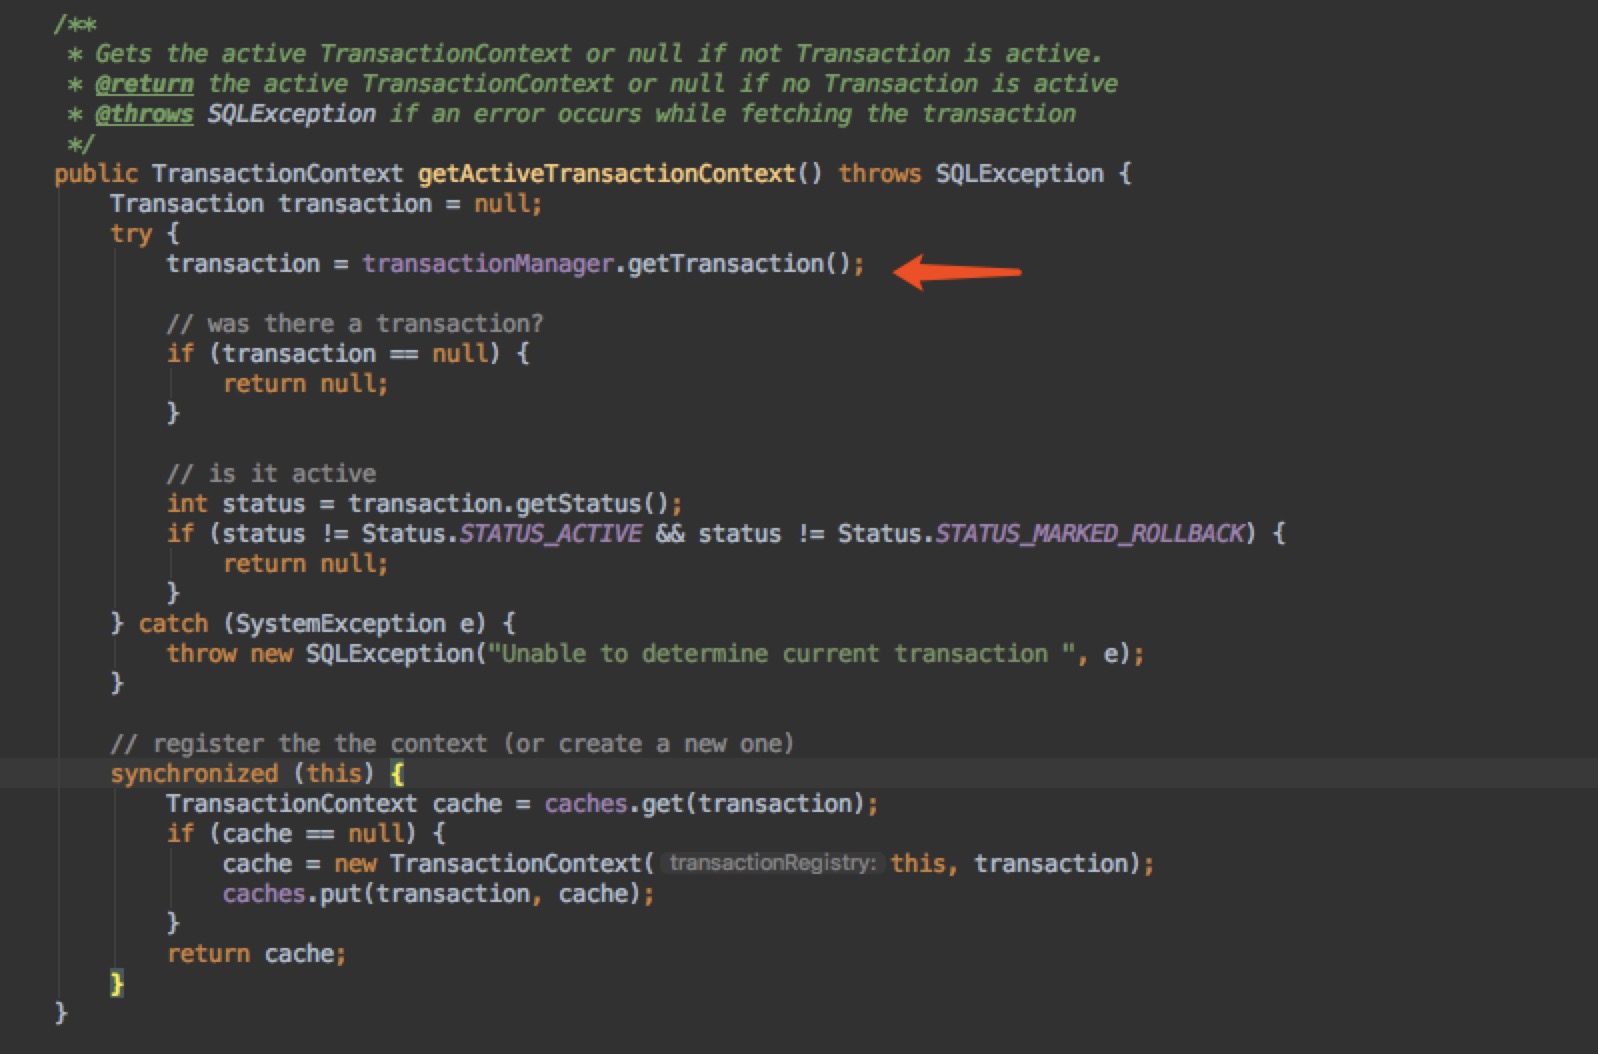 /**
 * Gets the active TransactionContext or null if not Transaction is active.
 * @return the active TransactionContext or null if no Transaction is active
 * @throws SQLException if an error occurs while fetching the transaction
 */
public TransactionContext getActiveTransactionContext() throws SQLException {
    Transaction transaction = null;
    try {
        transaction = transactionManager.getTransaction();

        // was there a transaction?
        if (transaction == null) {
            return null;
        }

        // is it active
        int status = transaction.getStatus();
        if (status != Status.STATUS_ACTIVE && status != Status.STATUS_MARKED_ROLLBACK) {
            return null;
        }
    } catch (SystemException e) {
        throw new SQLException("Unable to determine current transaction ", e);
    }

    // register the the context (or create a new one)
    synchronized (this) {
        TransactionContext cache = caches.get(transaction);
        if (cache == null) {
            cache = new TransactionContext( transactionRegistry: this, transaction);
            caches.put(transaction, cache);
        }
        return cache;
    }
}